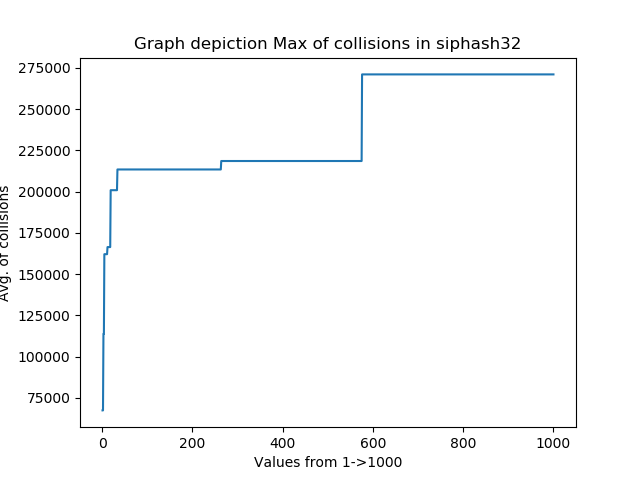 Graph depiction Max of collisions in siphash32
275000
250000
225000
200000
175000
150000
125000
100000
75000
Avg. of collisions
0 200 400 600 800 1000
Values from 1->1000